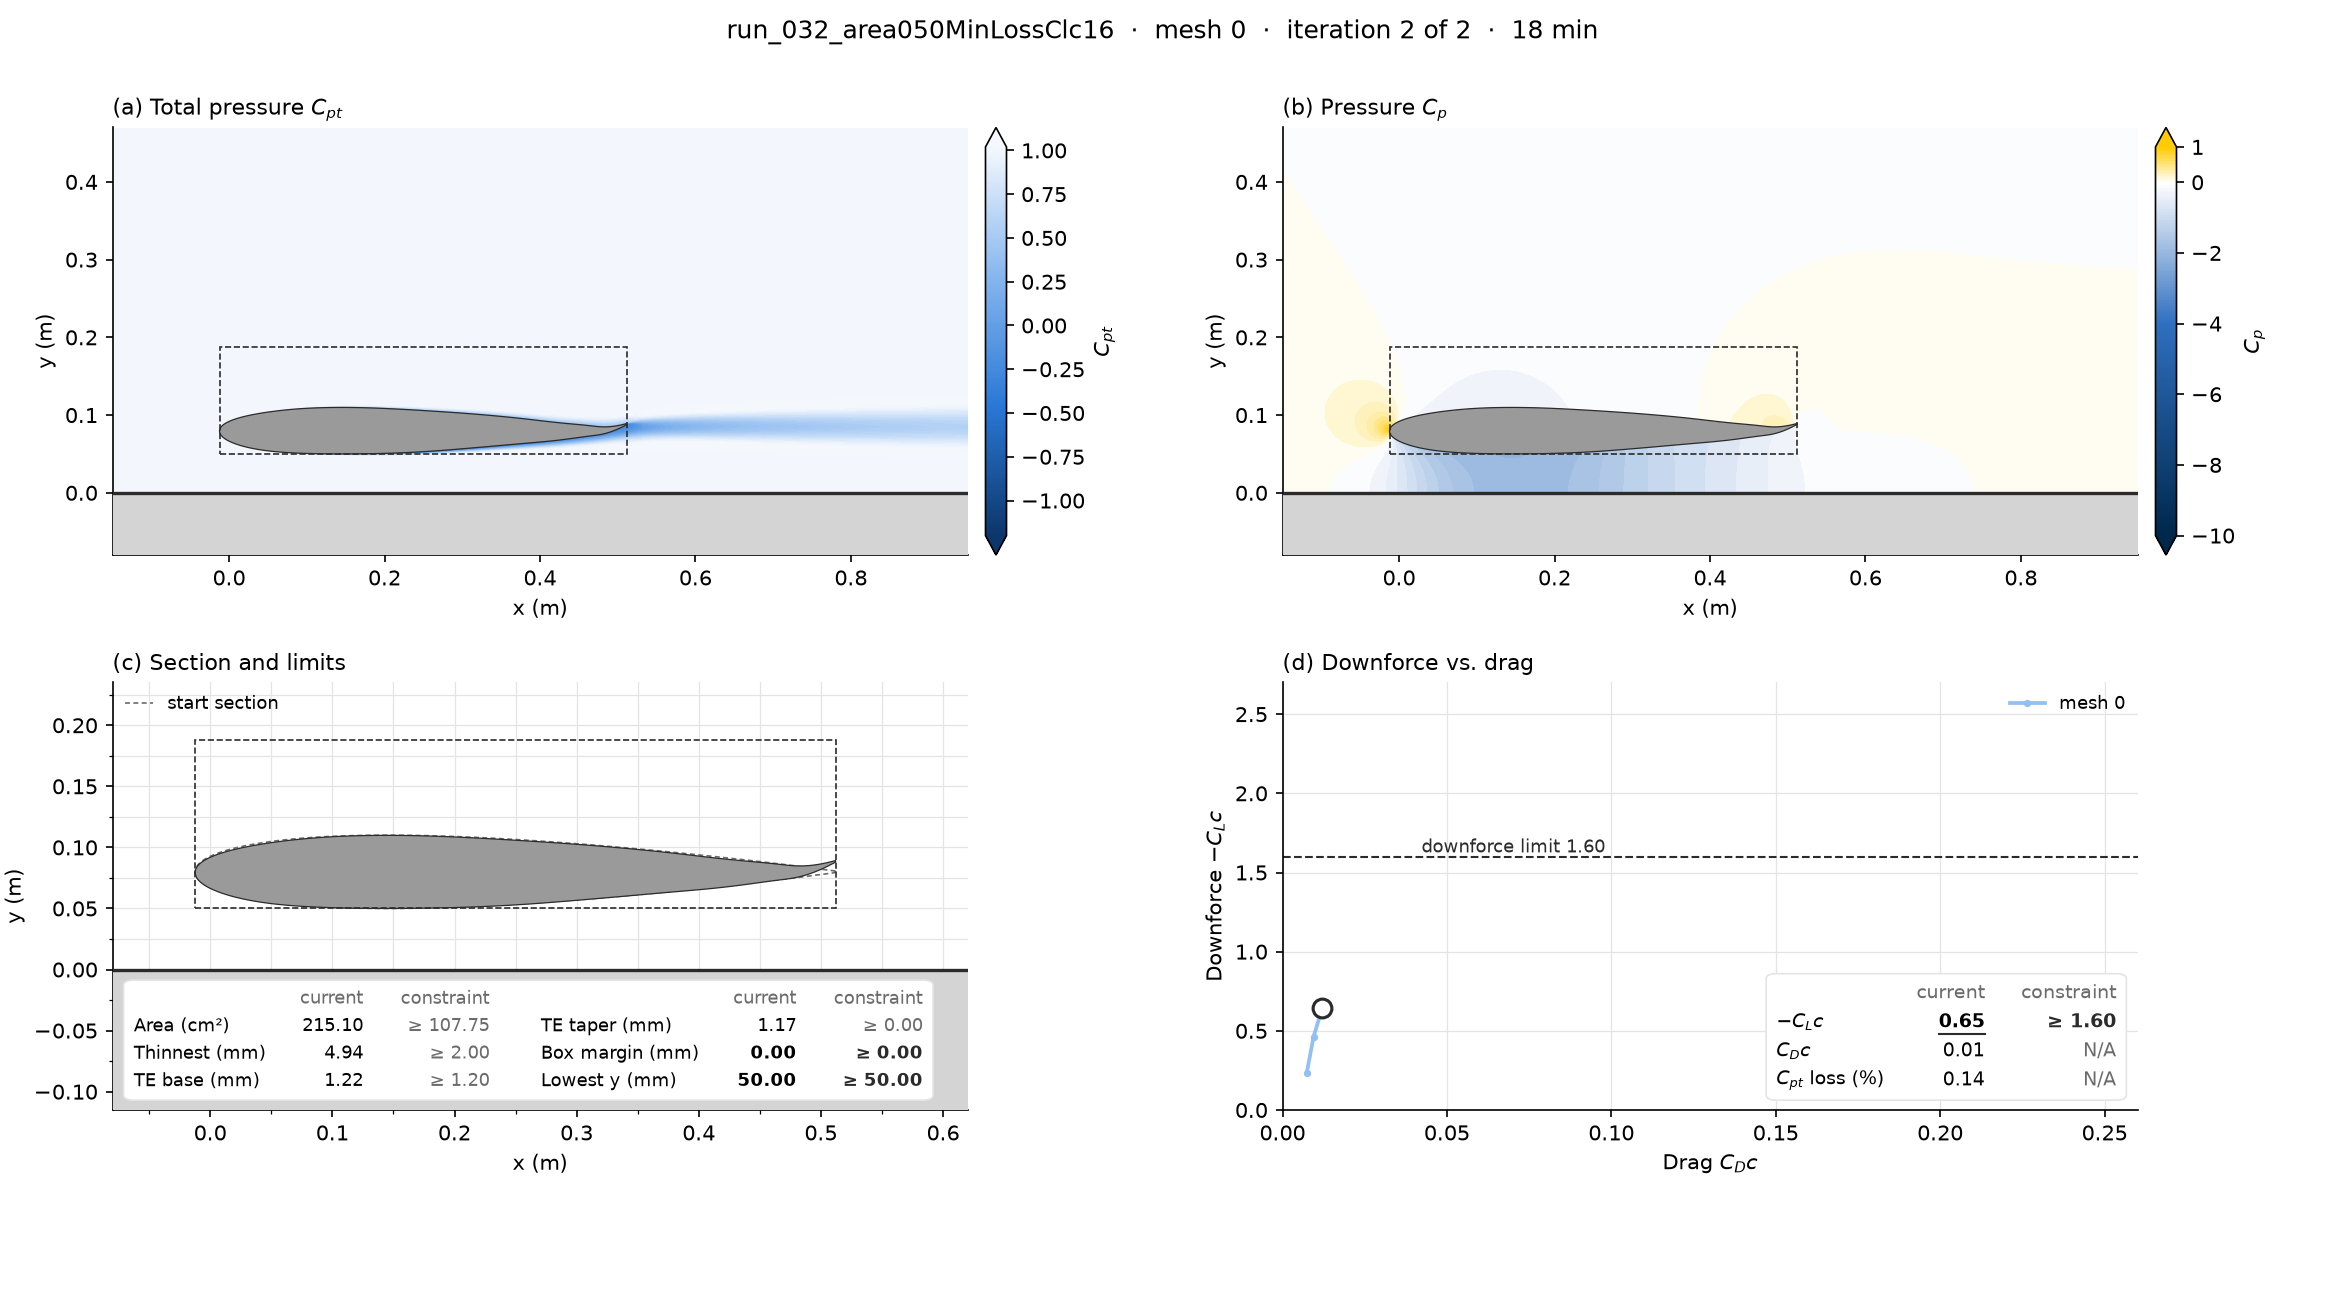 run_032_area050MinLossClc16 · mesh 0 · iteration 2 of 2 · 18 min
(a) Total pressure Cpt
y (m)
0.4
0.3
0.2
0.1
0.0
0.0 0.2 0.4 0.6 0.8
x (m)
1.00
0.75
0.50
0.25
0.00
−0.25
−0.50
−0.75
−1.00
Cpt
(b) Pressure Cp
y (m)
0.4
0.3
0.2
0.1
0.0
0.0 0.2 0.4 0.6 0.8
x (m)
1
0
−2
−4
−6
−8
−10
Cp
(c) Section and limits
start section
y (m)
0.20
0.15
0.10
0.05
0.00
−0.05
−0.10
current constraint current constraint
Area (cm²) 215.10 ≥ 107.75 TE taper (mm) 1.17 ≥ 0.00
Thinnest (mm) 4.94 ≥ 2.00 Box margin (mm) 0.00 ≥ 0.00
TE base (mm) 1.22 ≥ 1.20 Lowest y (mm) 50.00 ≥ 50.00
0.0 0.1 0.2 0.3 0.4 0.5 0.6
x (m)
(d) Downforce vs. drag
mesh 0
Downforce −CLc
2.5
2.0
1.5
1.0
0.5
0.0
downforce limit 1.60
current constraint
−CLc 0.65 ≥ 1.60
CDc 0.01 N/A
Cpt loss (%) 0.14 N/A
0.00 0.05 0.10 0.15 0.20 0.25
Drag CDc